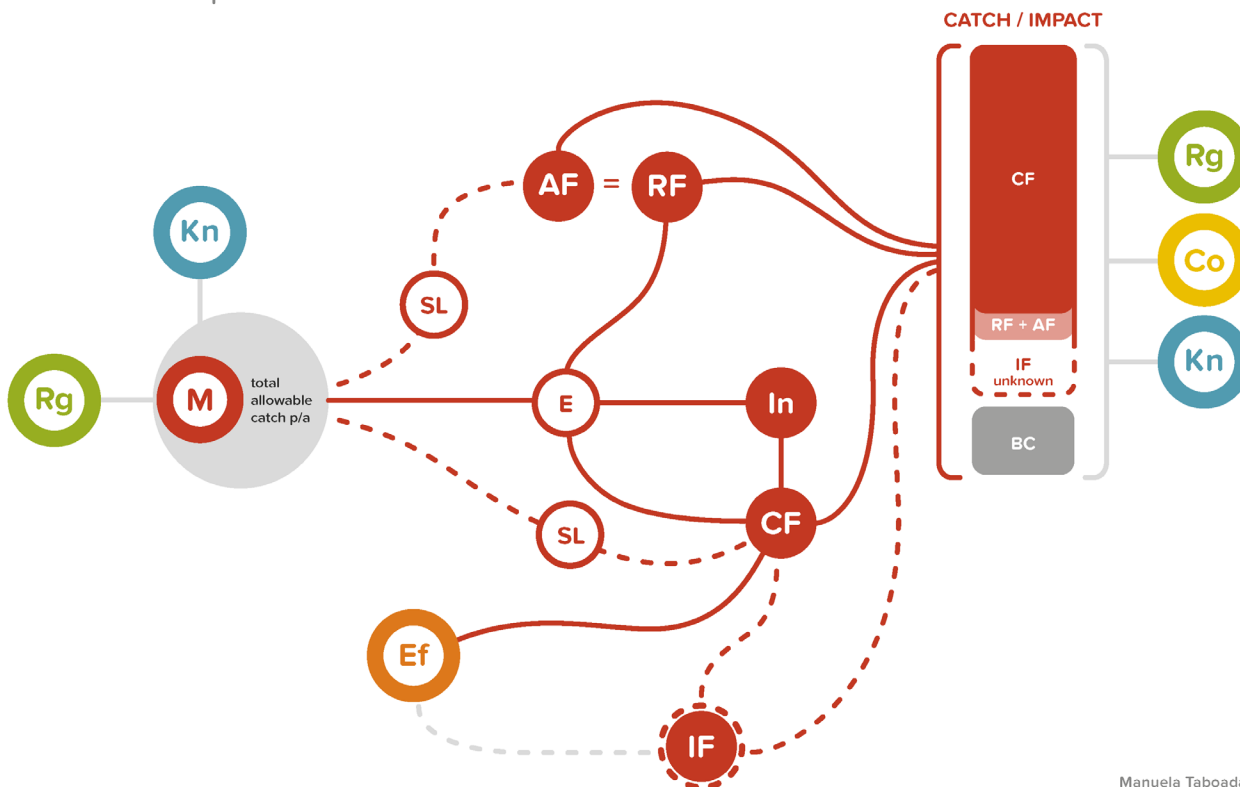 CATCH / IMPACT
CF
RF + AF
IF
unknown
BC
Rg
Co
Kn
AF = RF
Kn
SL
Rg
M
total
allowable
catch p/a
E
In
SL
CF
Ef
IF
Manuela Taboada